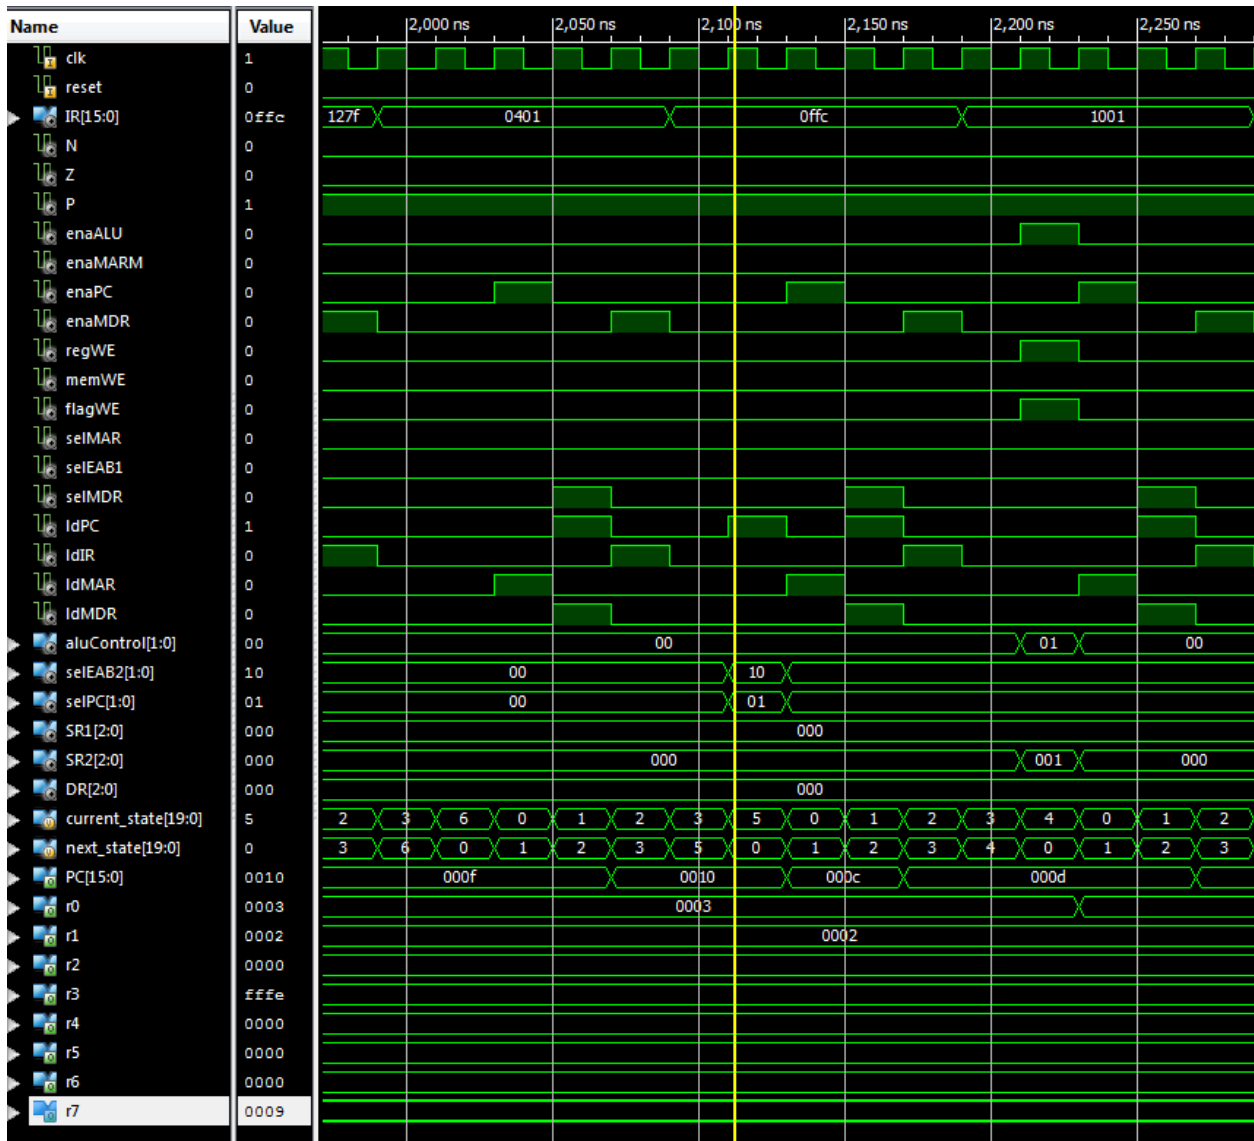 Name Value 2,000 ns 2,050 ns 2,100 ns 2,150 ns 2,200 ns 2,250 ns
clk 1
reset 0
IR[15:0] 0ffc 127f 0401 0ffc 1001
N 0
Z 0
P 1
enaALU 0
enaMARM 0
enaPC 0
enaMDR 0
regWE 0
memWE 0
flagWE 0
selMAR 0
selEAB1 0
selMDR 0
ldPC 1
ldIR 0
ldMAR 0
ldMDR 0
aluControl[1:0] 00 00 01 00
selEAB2[1:0] 10 00 10
selPC[1:0] 01 00 01
SR1[2:0] 000 000
SR2[2:0] 000 000 001 000
DR[2:0] 000 000
current_state[19:0] 5 2 3 6 0 1 2 3 5 0 1 2 3 4 0 1 2
next_state[19:0] 0 3 6 0 1 2 3 5 0 1 2 3 4 0 1 2 3
PC[15:0] 0010 000f 0010 000c 000d
r0 0003 0003
r1 0002 0002
r2 0000
r3 fffe
r4 0000
r5 0000
r6 0000
r7 0009